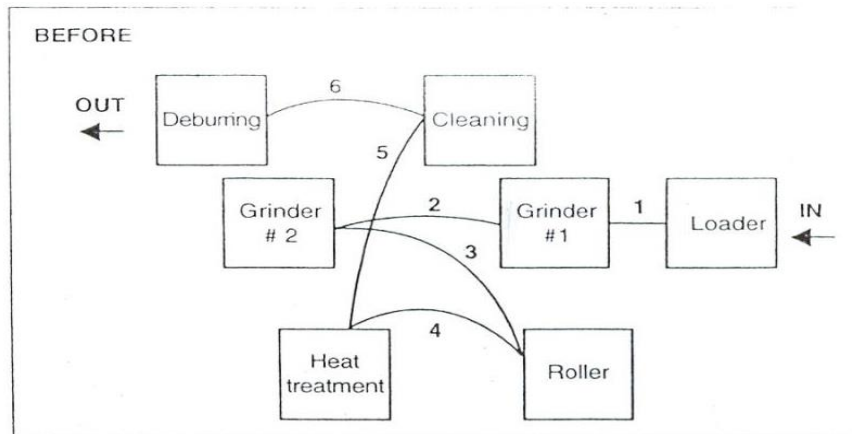 BEFORE
6
OUT
Deburring
Cleaning
5
Grinder
# 2
2
Grinder
#1
1
Loader
IN
3
4
Heat
treatment
Roller